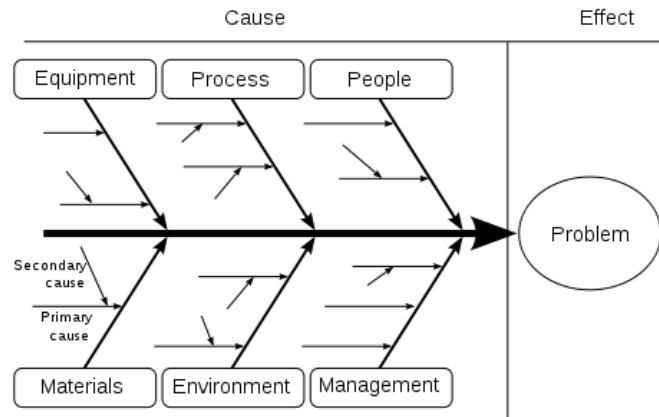 Cause
Effect
Equipment
Process
People
Problem
Secondary
cause
Primary
cause
Materials
Environment
Management